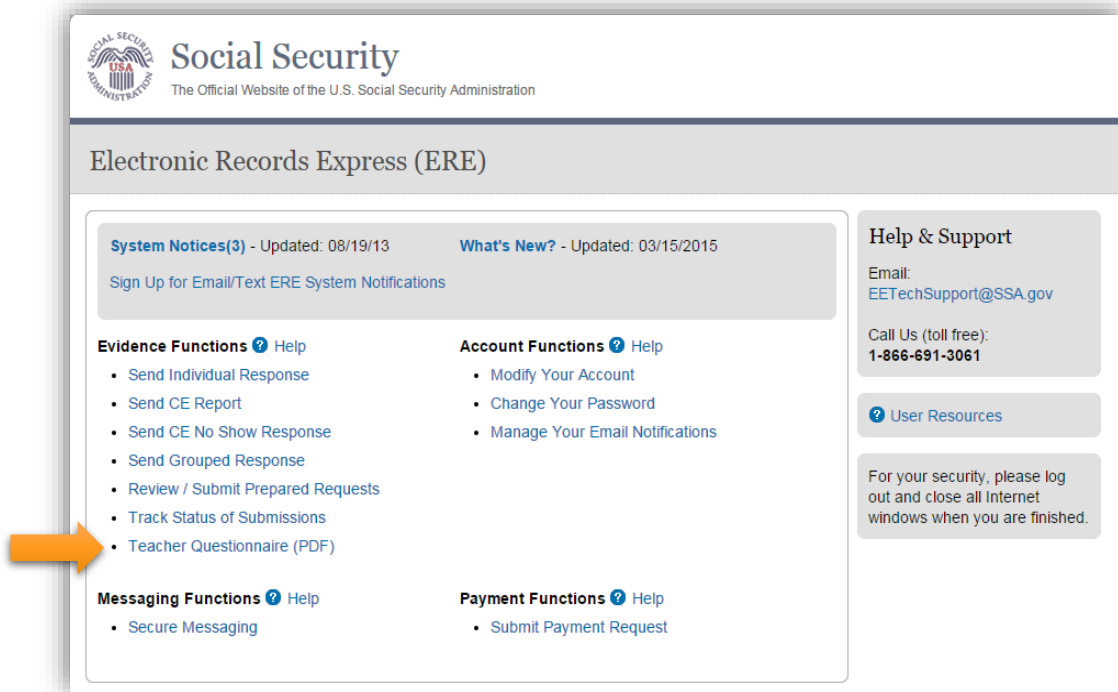 SOCIAL SECURITY
USA
ADMINISTRATION
Social Security
The Official Website of the U.S. Social Security Administration
Electronic Records Express (ERE)
System Notices(3) - Updated: 08/19/13
What's New? - Updated: 03/15/2015
Sign Up for Email/Text ERE System Notifications
Evidence Functions ? Help
• Send Individual Response
• Send CE Report
• Send CE No Show Response
• Send Grouped Response
• Review / Submit Prepared Requests
• Track Status of Submissions
• Teacher Questionnaire (PDF)
Account Functions ? Help
• Modify Your Account
• Change Your Password
• Manage Your Email Notifications
Messaging Functions ? Help
• Secure Messaging
Payment Functions ? Help
• Submit Payment Request
Help & Support
Email:
EETechSupport@SSA.gov
Call Us (toll free):
1-866-691-3061
? User Resources
For your security, please log
out and close all Internet
windows when you are finished.